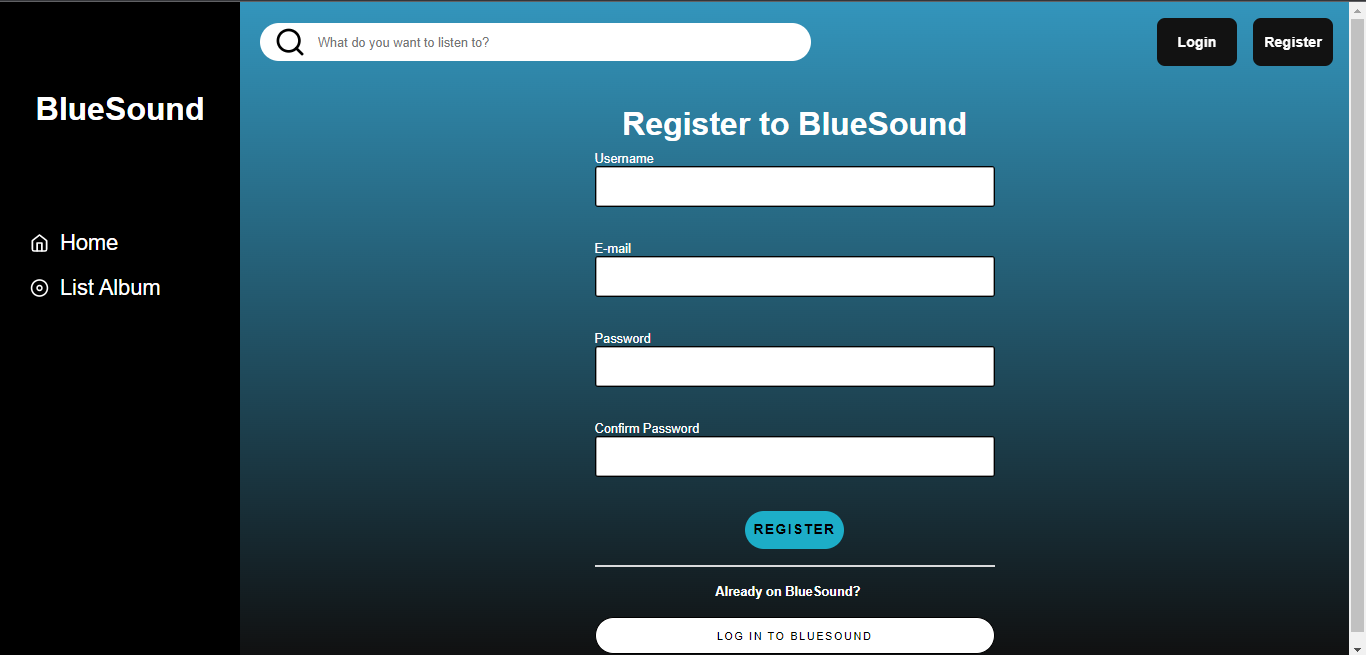 What do you want to listen to?
Login
Register
BlueSound
Home
List Album
Register to BlueSound
Username
E-mail
Password
Confirm Password
REGISTER
Already on BlueSound?
LOG IN TO BLUESOUND